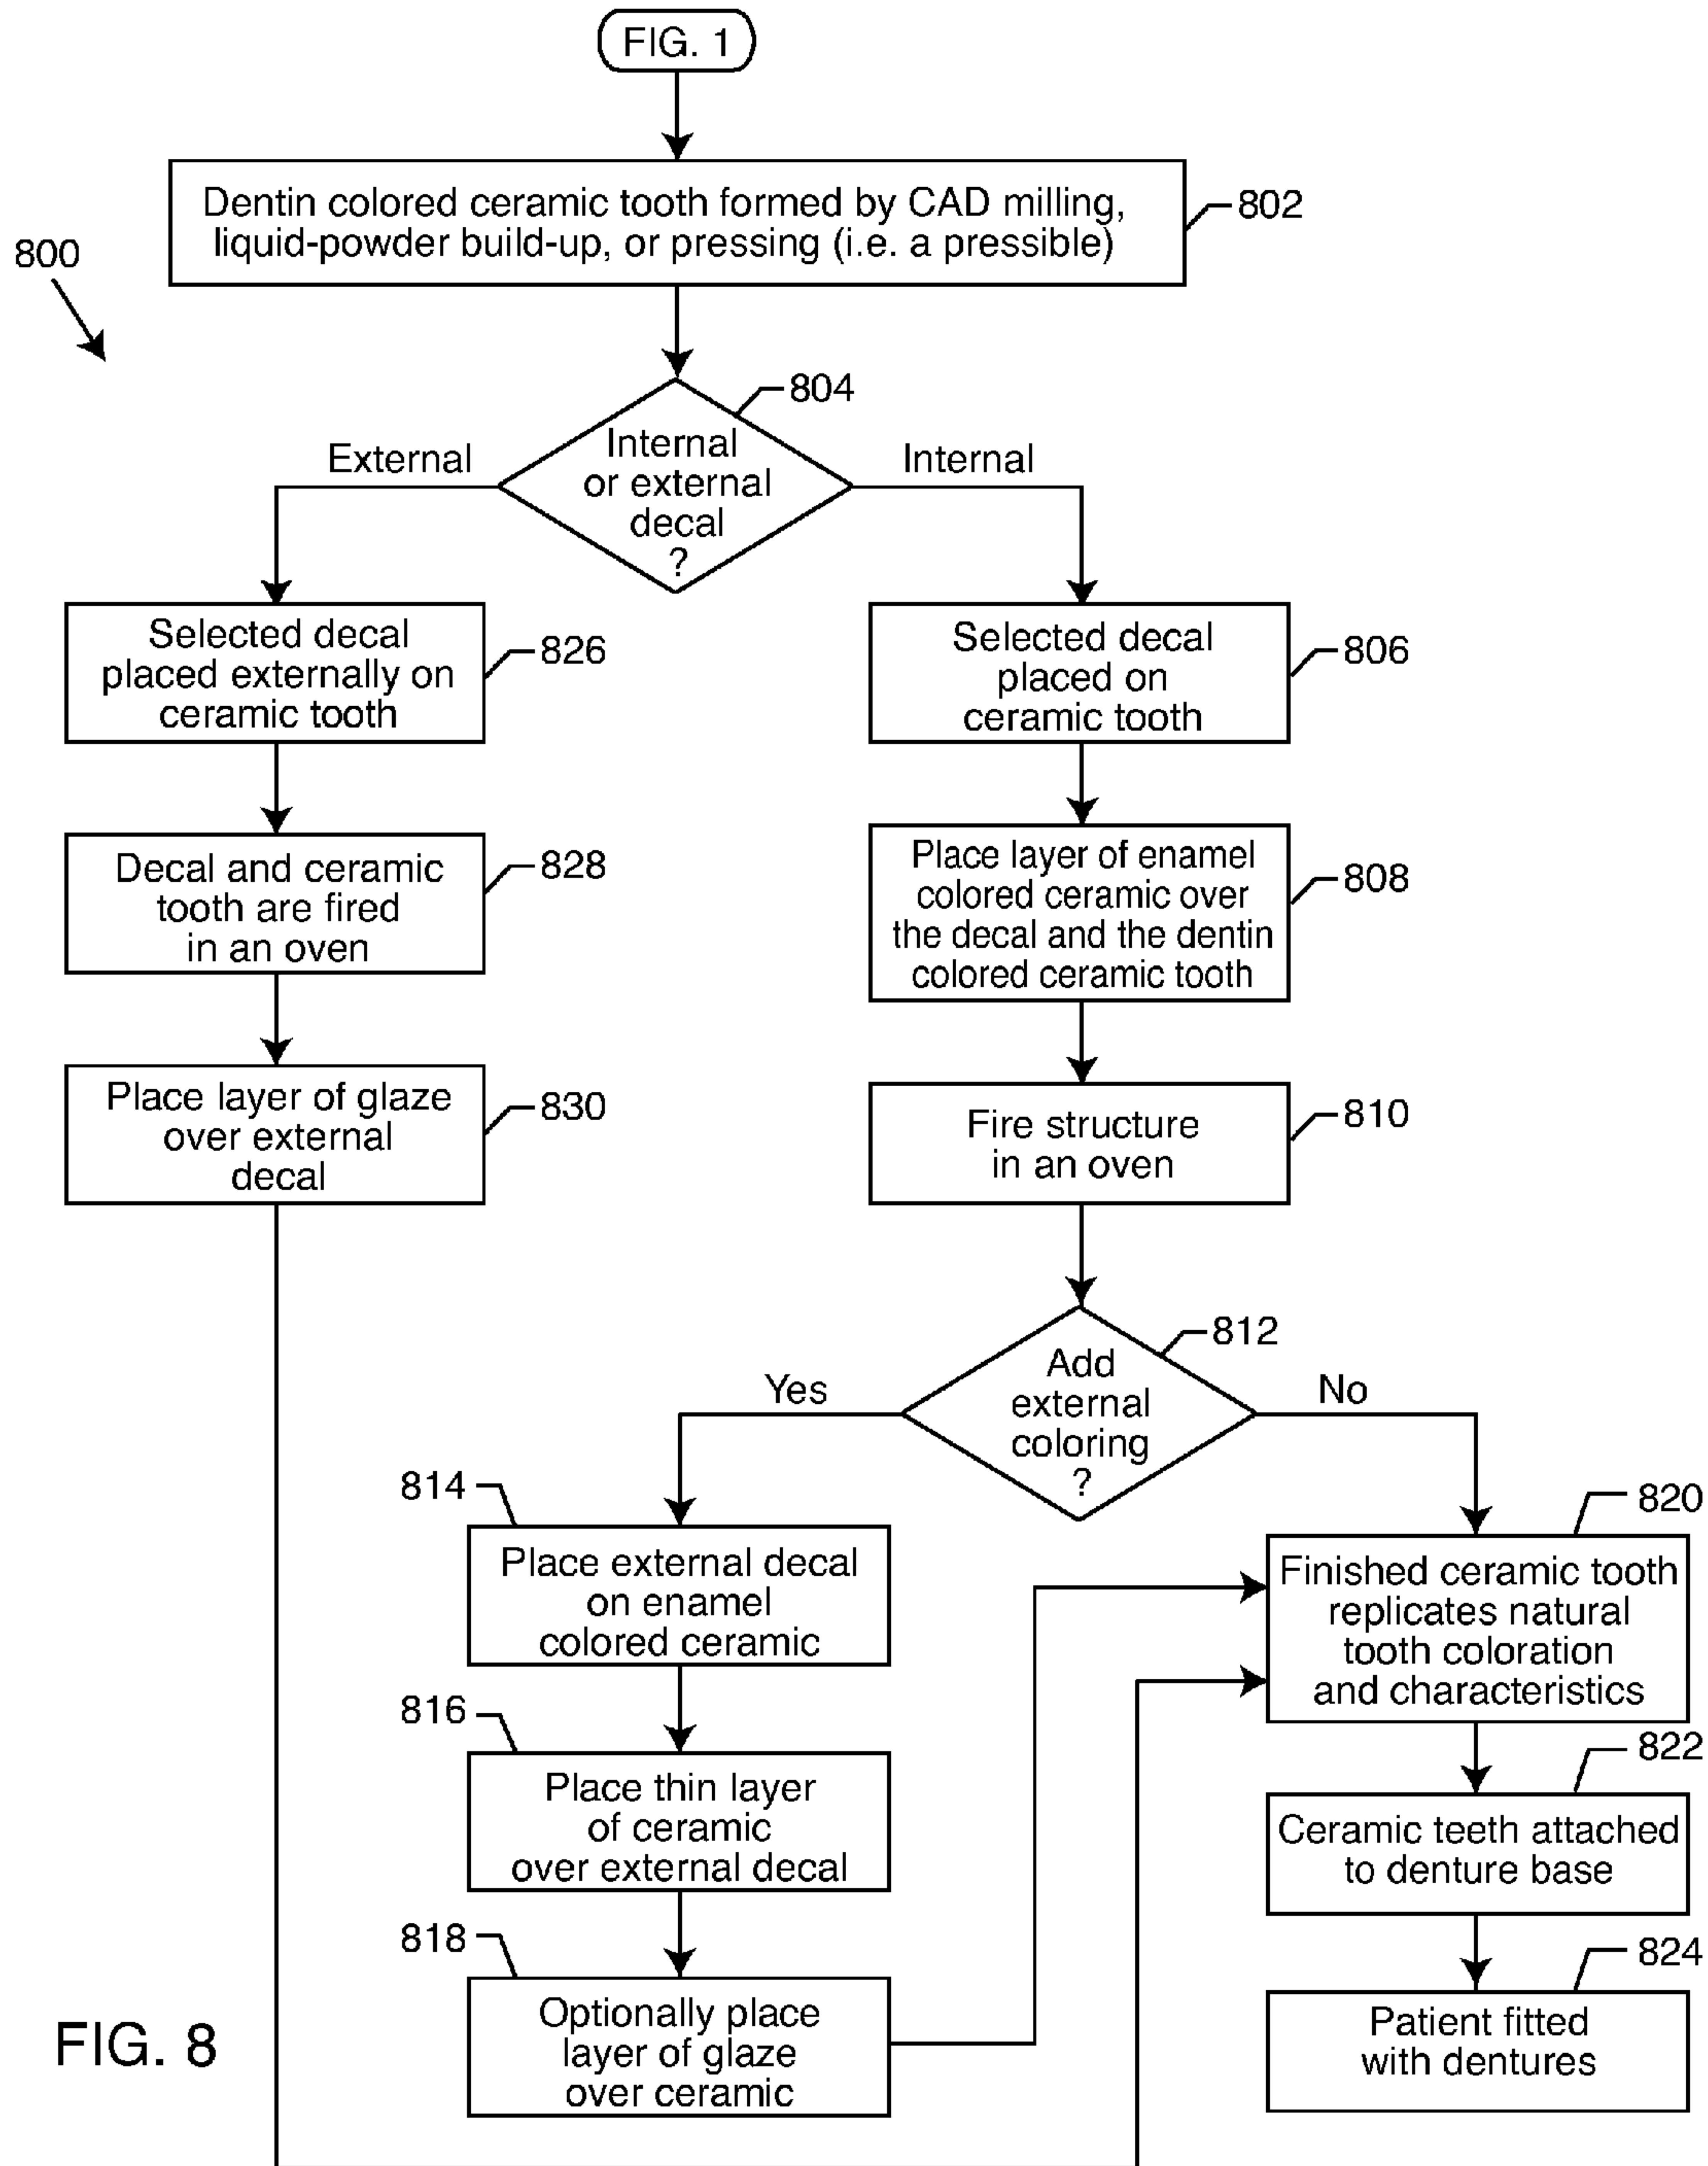 FIG. 1
Dentin colored ceramic tooth formed by CAD milling,
liquid-powder build-up, or pressing (i.e. a pressible)
802
800
804
Internal
or external
decal
?
External
Internal
Selected decal
placed externally on
ceramic tooth
826
Selected decal
placed on
ceramic tooth
806
Decal and ceramic
tooth are fired
in an oven
828
Place layer of enamel
colored ceramic over
the decal and the dentin
colored ceramic tooth
808
Place layer of glaze
over external
decal
830
Fire structure
in an oven
810
812
Add
external
coloring
?
Yes
No
814
Place external decal
on enamel
colored ceramic
820
Finished ceramic tooth
replicates natural
tooth coloration
and characteristics
816
Place thin layer
of ceramic
over external decal
822
Ceramic teeth attached
to denture base
818
Optionally place
layer of glaze
over ceramic
824
Patient fitted
with dentures
FIG. 8